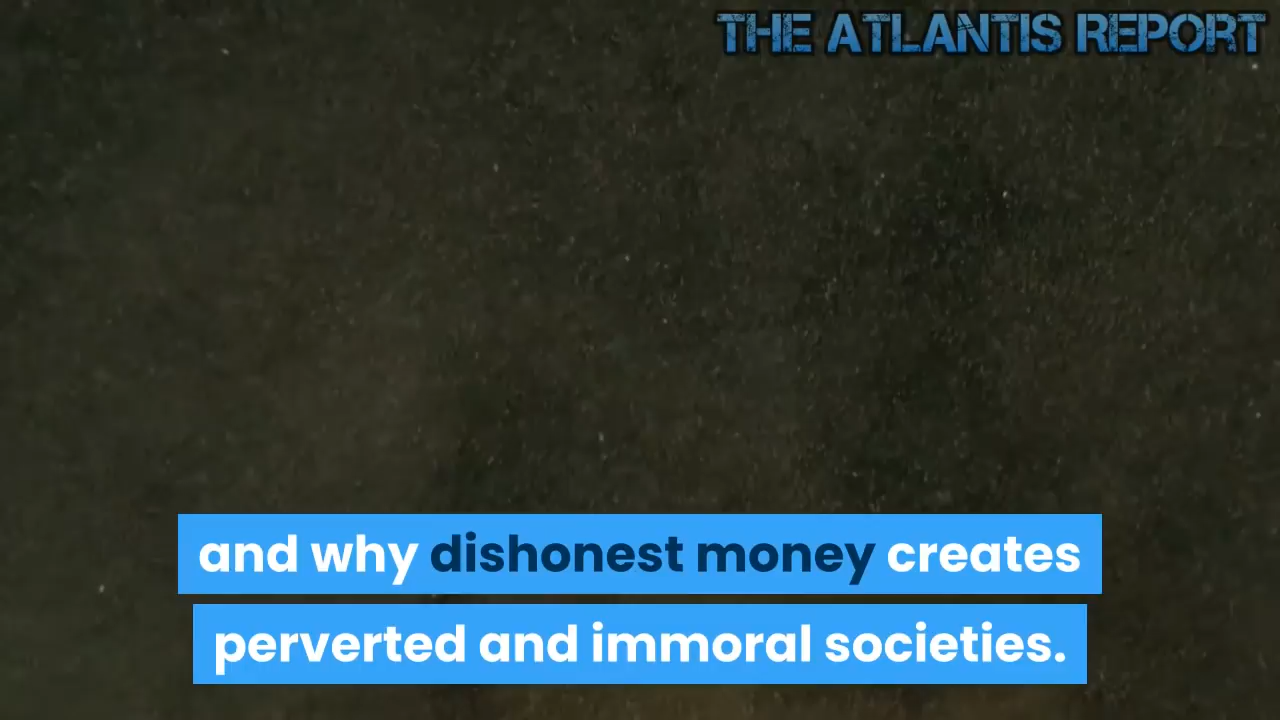 THE ATLANTIS REPORT
and why dishonest money creates
perverted and immoral societies.